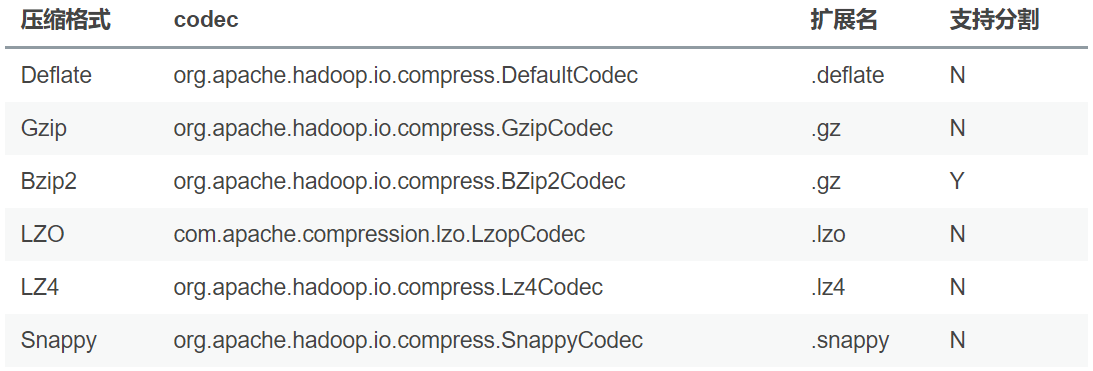 压缩格式 codec 扩展名 支持分割
Deflate org.apache.hadoop.io.compress.DefaultCodec .deflate N
Gzip org.apache.hadoop.io.compress.GzipCodec .gz N
Bzip2 org.apache.hadoop.io.compress.BZip2Codec .gz Y
LZO com.apache.compression.lzo.LzopCodec .lzo N
LZ4 org.apache.hadoop.io.compress.Lz4Codec .lz4 N
Snappy org.apache.hadoop.io.compress.SnappyCodec .snappy N